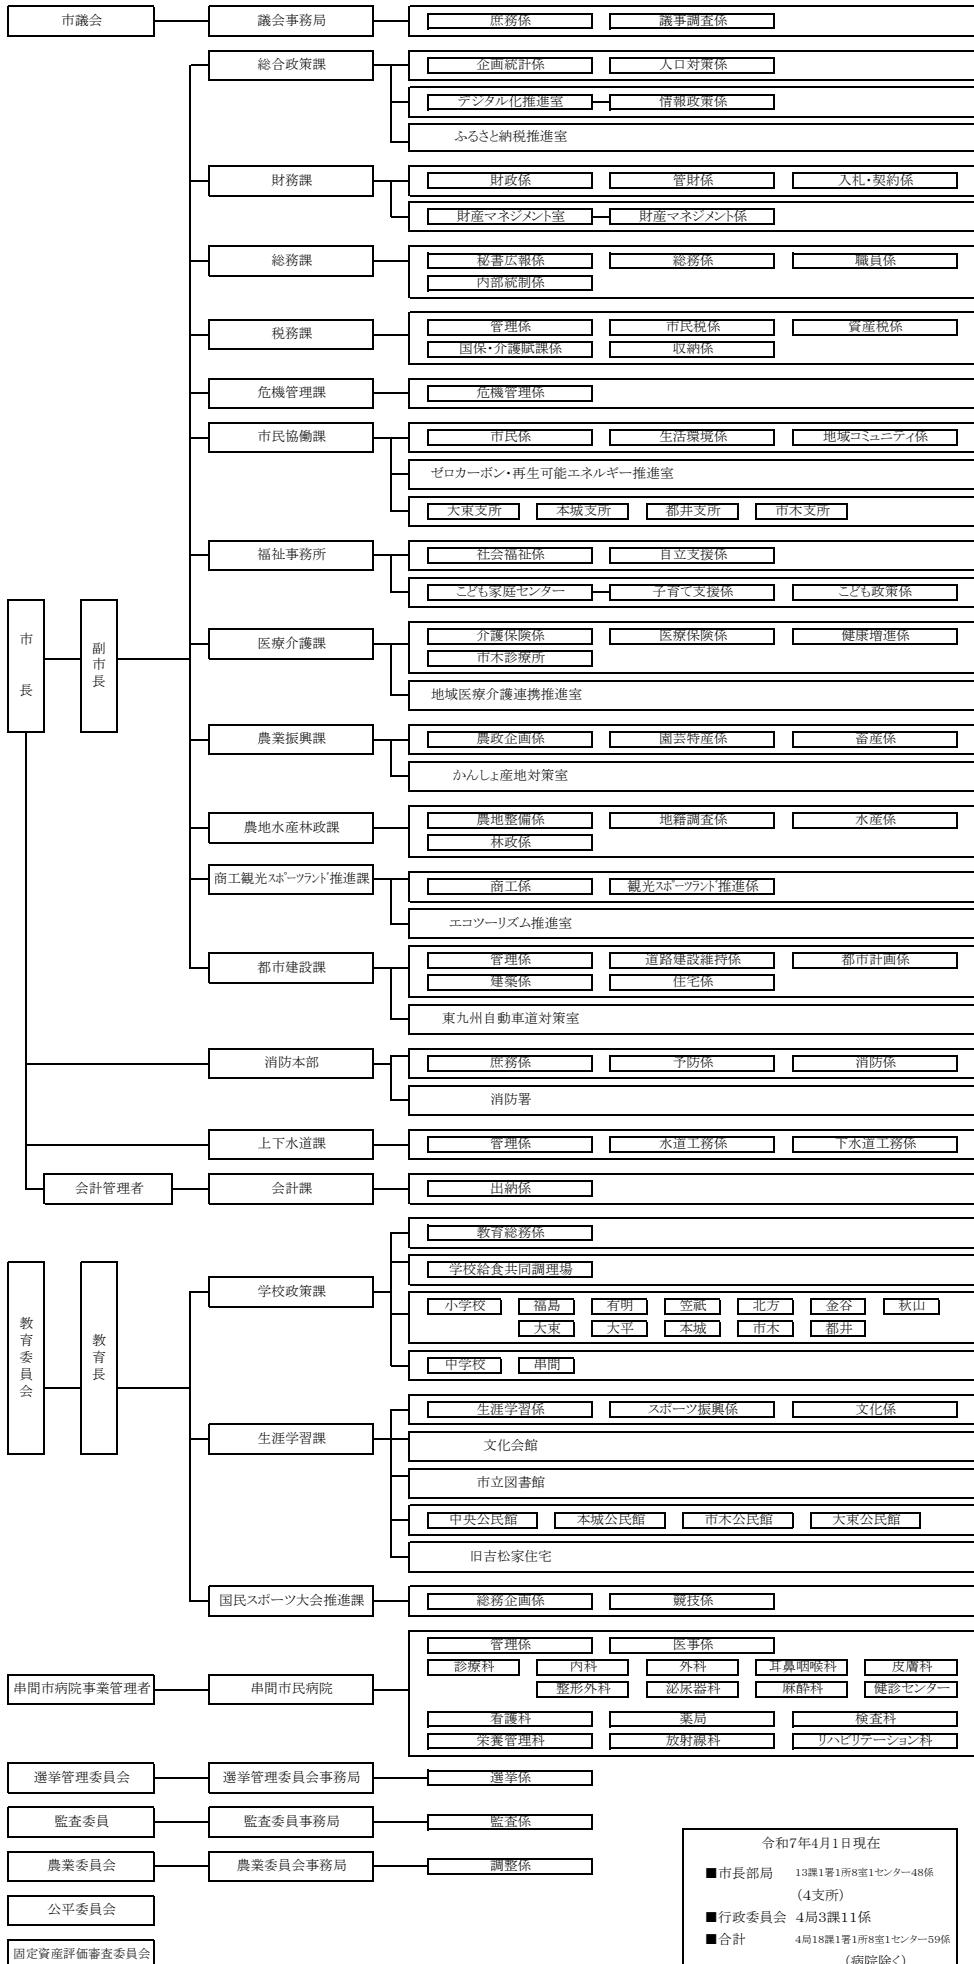 市議会 議会事務局 庶務係 議事調査係
総合政策課 企画統計係 人口対策係
デジタル化推進室 情報政策係
ふるさと納税推進室
財務課 財政係 管財係 入札・契約係
財産マネジメント室 財産マネジメント係
総務課 秘書広報係 総務係 職員係
内部統制係
税務課 管理係 市民税係 資産税係
国保・介護賦課係 収納係
危機管理課 危機管理係
市民協働課 市民係 生活環境係 地域コミュニティ係
ゼロカーボン・再生可能エネルギー推進室
大束支所 本城支所 都井支所 市木支所
福祉事務所 社会福祉係 自立支援係
こども家庭センター 子育て支援係 こども政策係
市長 副市長
医療介護課 介護保険係 医療保険係 健康増進係
市木診療所
地域医療介護連携推進室
農業振興課 農政企画係 園芸特産係 畜産係
かんしょ産地対策室
農地水産林政課 農地整備係 地籍調査係 水産係
林政係
商工観光スポーツランド推進課 商工係 観光スポーツランド推進係
エコツーリズム推進室
都市建設課 管理係 道路建設維持係 都市計画係
建築係 住宅係
東九州自動車道対策室
消防本部 庶務係 予防係 消防係
消防署
上下水道課 管理係 水道工務係 下水道工務係
会計管理者 会計課 出納係
教育総務係
学校給食共同調理場
教育委員会 教育長
学校政策課 小学校 福島 有明 笠祇 北方 金谷 秋山
大束 大平 本城 市木 都井
中学校 串間
生涯学習課 生涯学習係 スポーツ振興係 文化係
文化会館
市立図書館
中央公民館 本城公民館 市木公民館 大束公民館
旧吉松家住宅
国民スポーツ大会推進課 総務企画係 競技係
管理係 医事係
診療科 内科 外科 耳鼻咽喉科 皮膚科
串間市病院事業管理者 串間市民病院 整形外科 泌尿器科 麻酔科 健診センター
看護科 薬局 検査科
栄養管理科 放射線科 リハビリテーション科
選挙管理委員会 選挙管理委員会事務局 選挙係
監査委員 監査委員事務局 監査係
農業委員会 農業委員会事務局 調整係
公平委員会
固定資産評価審査委員会
令和7年4月1日現在
■市長部局 13課1署1所8室1センター48係
(4支所)
■行政委員会 4局3課11係
■合計 4局18課1署1所8室1センター59係
(病院除く)